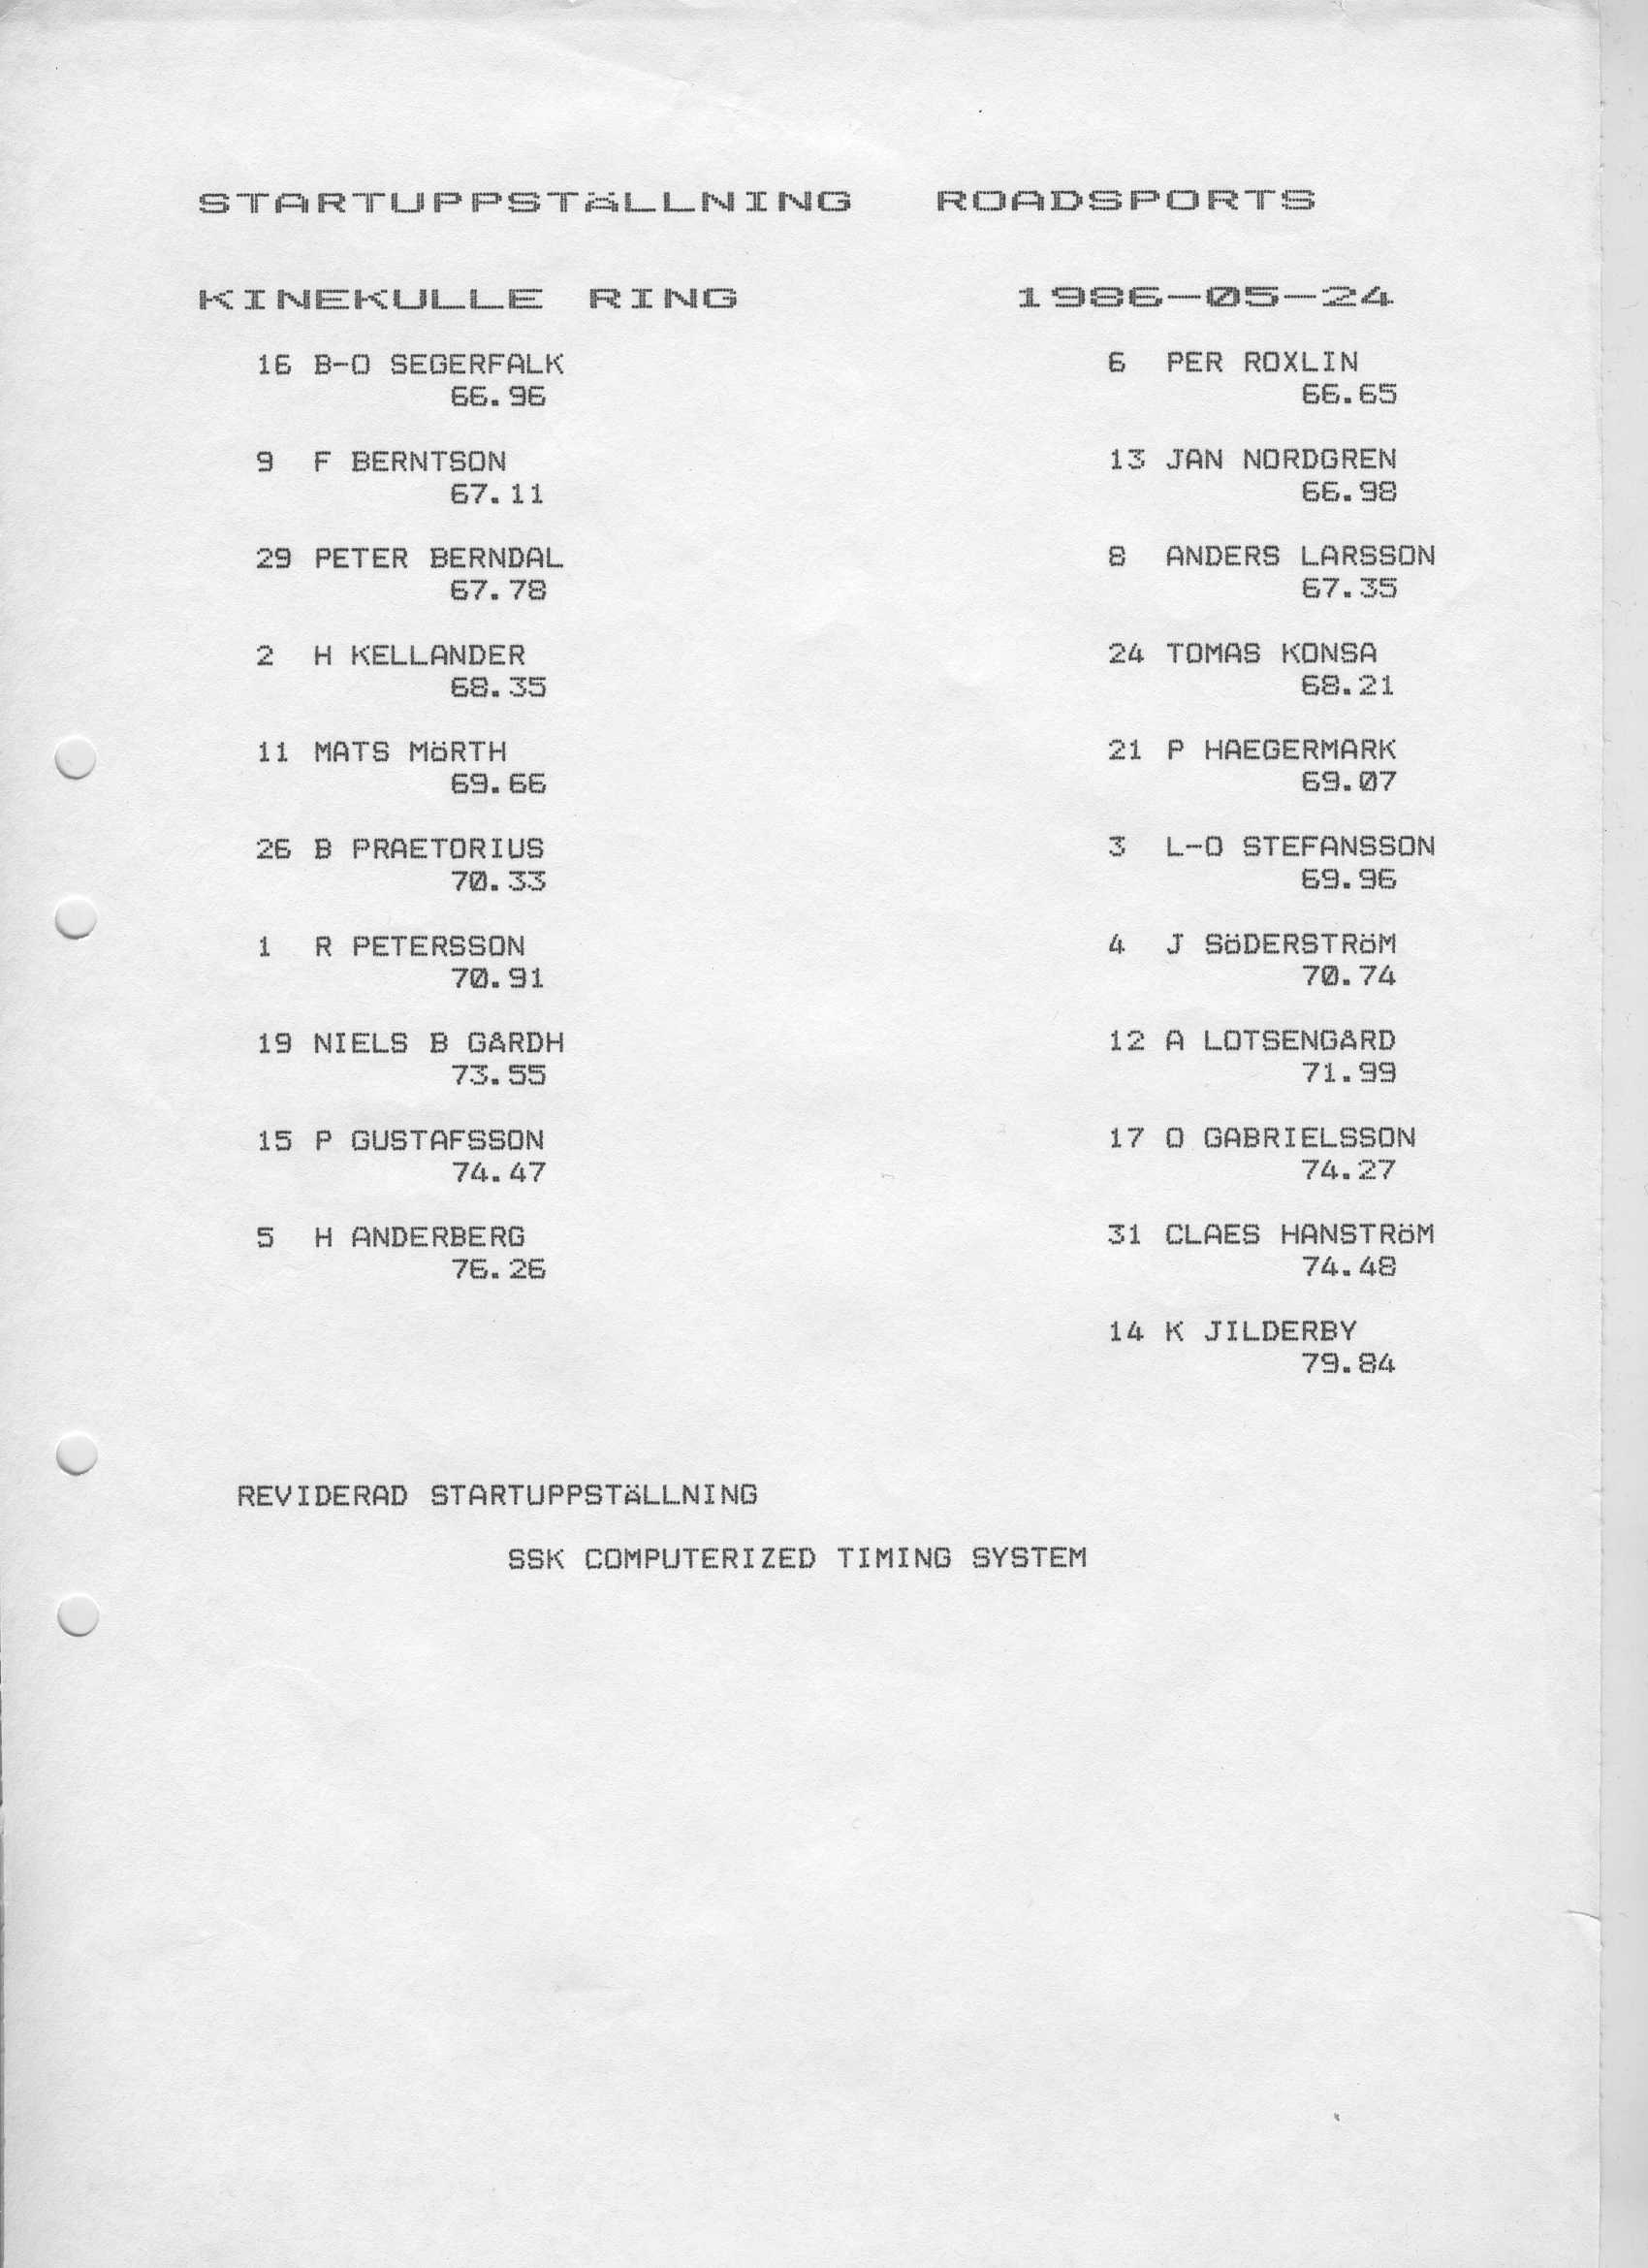 STARTUPPSTÄLLNING ROADSPORTS
KINEKULLE RING 1986-05-24
16 B-O SEGERFALK 6 PER ROXLIN
66.96 66.65
9 F BERNTSON 13 JAN NORDGREN
67.11 66.98
29 PETER BERNDAL 8 ANDERS LARSSON
67.78 67.35
2 H KELLANDER 24 TOMAS KONSA
68.35 68.21
11 MATS MöRTH 21 P HAEGERMARK
69.66 69.07
26 B PRAETORIUS 3 L-O STEFANSSON
70.33 69.96
1 R PETERSSON 4 J SöDERSTRöM
70.91 70.74
19 NIELS B GÅRDH 12 A LOTSENGÅRD
73.55 71.99
15 P GUSTAFSSON 17 O GABRIELSSON
74.47 74.27
5 H ANDERBERG 31 CLAES HANSTRöM
76.26 74.48
14 K JILDERBY
79.84
REVIDERAD STARTUPPSTÄLLNING
SSK COMPUTERIZED TIMING SYSTEM